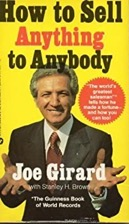 How to Sell
Anything to
Anybody
"The world's
greatest
salesman"
tells how
he made a
fortune—
and how you
can too!
Joe Girard
with Stanley H. Brown
*The Guinness Book
of World Records